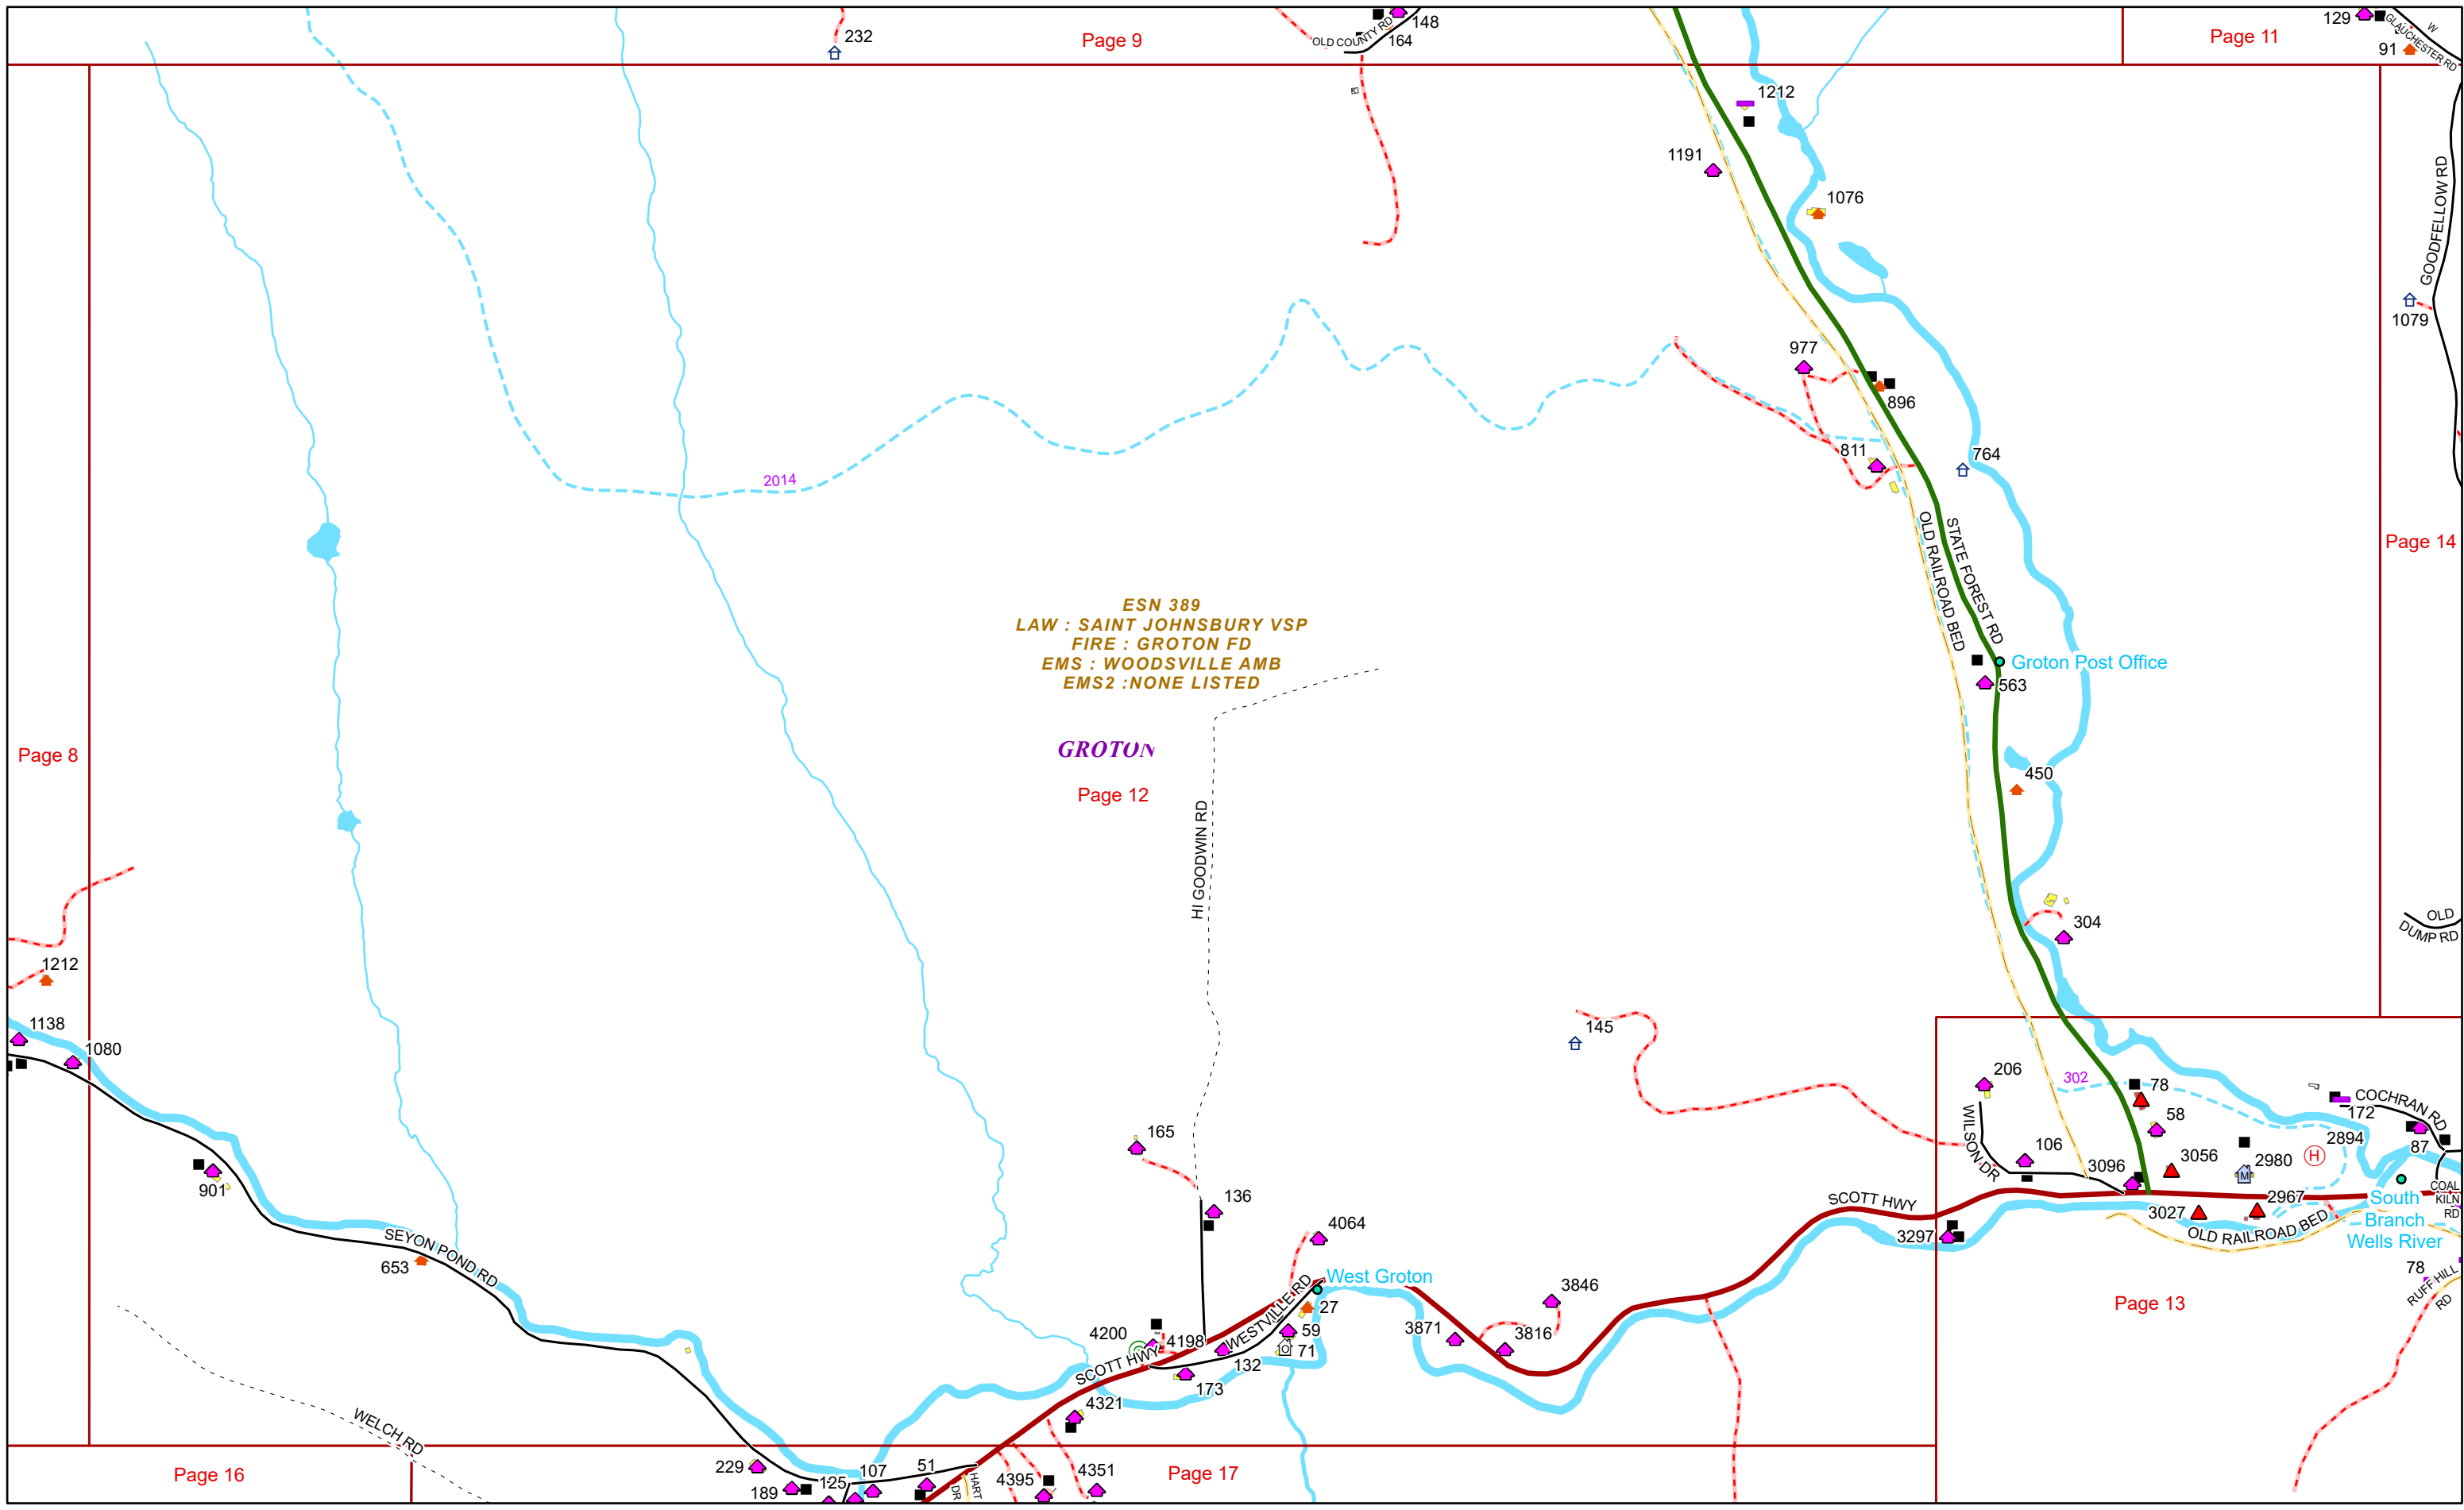 232
Page 9
OLD COUNTY RD
148
164
Page 11
129
W
GLAUCHESTER RD
91
1212
1191
1076
GOODFELLOW RD
1079
977
896
811
764
2014
STATE FOREST RD
OLD RAILROAD BED
Page 14
ESN 389
LAW : SAINT JOHNSBURY VSP
FIRE : GROTON FD
EMS : WOODSVILLE AMB
EMS2 :NONE LISTED
Groton Post Office
563
GROTON
Page 8
Page 12
450
HI GOODWIN RD
304
OLD
DUMP RD
1212
1138
1080
145
206
302
78
58
COCHRAN RD
172
87
WILSON DR
106
3096
3056
2980
M
H
2894
165
901
136
SCOTT HWY
2967
COAL
KILN
RD
South
Branch
Wells River
3027
OLD RAILROAD BED
3297
4064
SEYON POND RD
653
West Groton
27
WESTVILLE RD
59
71
3846
3871
3816
78
RUFF HILL
RD
Page 13
4200
4198
SCOTT HWY
132
173
4321
WELCH RD
Page 16
229
189
125
107
51
HART
DR
4395
4351
Page 17